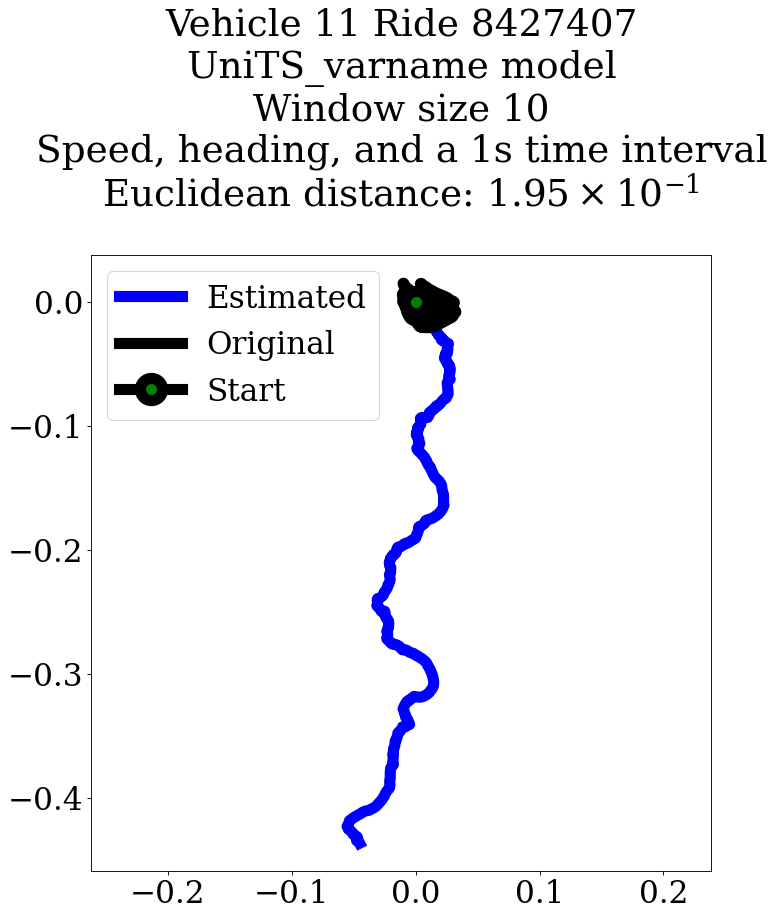 Vehicle 11 Ride 8427407
UniTS_varname model
Window size 10
Speed, heading, and a 1s time interval
Euclidean distance: 1.95 × 10⁻¹
Estimated
Original
Start
0.0
−0.1
−0.2
−0.3
−0.4
−0.2 −0.1 0.0 0.1 0.2